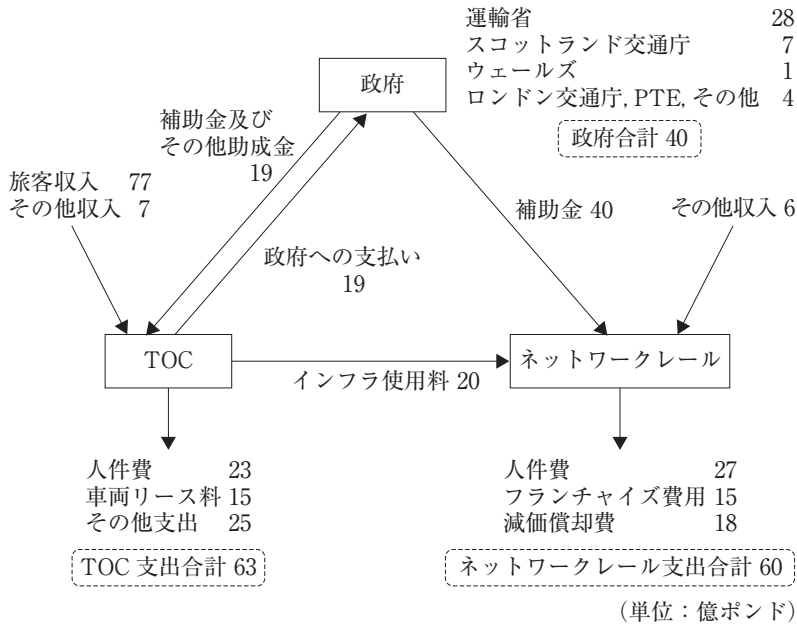 運輸省 28
スコットランド交通庁 7
ウェールズ 1
ロンドン交通庁, PTE, その他 4
政府合計 40
政府
補助金及び
その他助成金
19
旅客収入 77
その他収入 7
補助金 40
その他収入 6
政府への支払い
19
TOC
インフラ使用料 20
ネットワークレール
人件費 23
車両リース料 15
その他支出 25
TOC 支出合計 63
人件費 27
フランチャイズ費用 15
減価償却費 18
ネットワークレール支出合計 60
(単位：億ポンド)